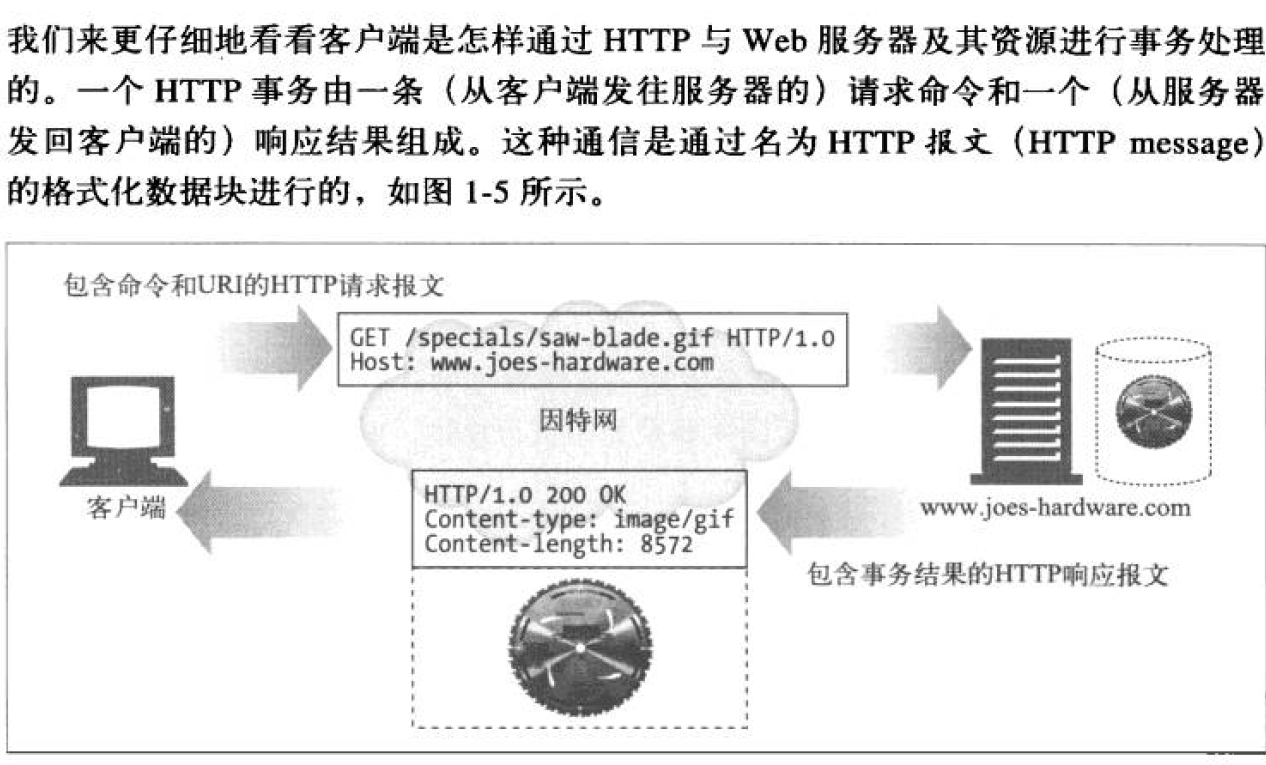 我们来更仔细地看看客户端是怎样通过 HTTP 与 Web 服务器及其资源进行事务处理
的。一个 HTTP 事务由一条（从客户端发往服务器的）请求命令和一个（从服务器
发回客户端的）响应结果组成。这种通信是通过名为 HTTP 报文（HTTP message）
的格式化数据块进行的，如图 1-5 所示。
包含命令和URI的HTTP请求报文
GET /specials/saw-blade.gif HTTP/1.0
Host: www.joes-hardware.com
因特网
客户端
HTTP/1.0 200 OK
Content-type: image/gif
Content-length: 8572
www.joes-hardware.com
包含事务结果的HTTP响应报文